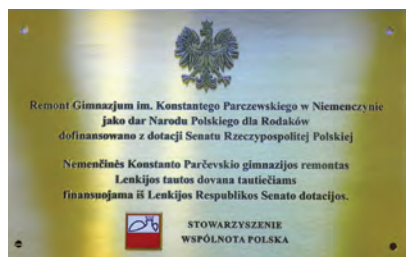 Remont Gimnazjum im. Konstantego Parczewskiego w Niemenczynie
jako dar Narodu Polskiego dla Rodaków
dofinansowano z dotacji Senatu Rzeczypospolitej Polskiej
Nemenčinės Konstanto Parčevskio gimnazijos remontas
Lenkijos tautos dovana tautiečiams
finansuojama iš Lenkijos Respublikos Senato dotacijos.
STOWARZYSZENIE
WSPÓLNOTA POLSKA